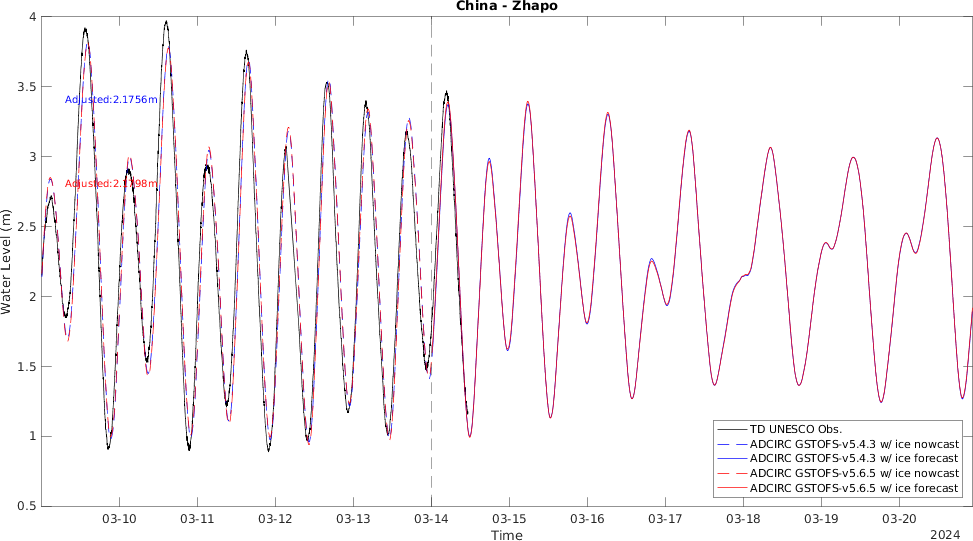 China - Zhapo
4
3.5
3
2.5
2
1.5
1
0.5
Water Level (m)
Adjusted:2.1756m
Adjusted:2.1798m
TD UNESCO Obs.
ADCIRC GSTOFS-v5.4.3 w/ ice nowcast
ADCIRC GSTOFS-v5.4.3 w/ ice forecast
ADCIRC GSTOFS-v5.6.5 w/ ice nowcast
ADCIRC GSTOFS-v5.6.5 w/ ice forecast
03-10 03-11 03-12 03-13 03-14 03-15 03-16 03-17 03-18 03-19 03-20
Time
2024